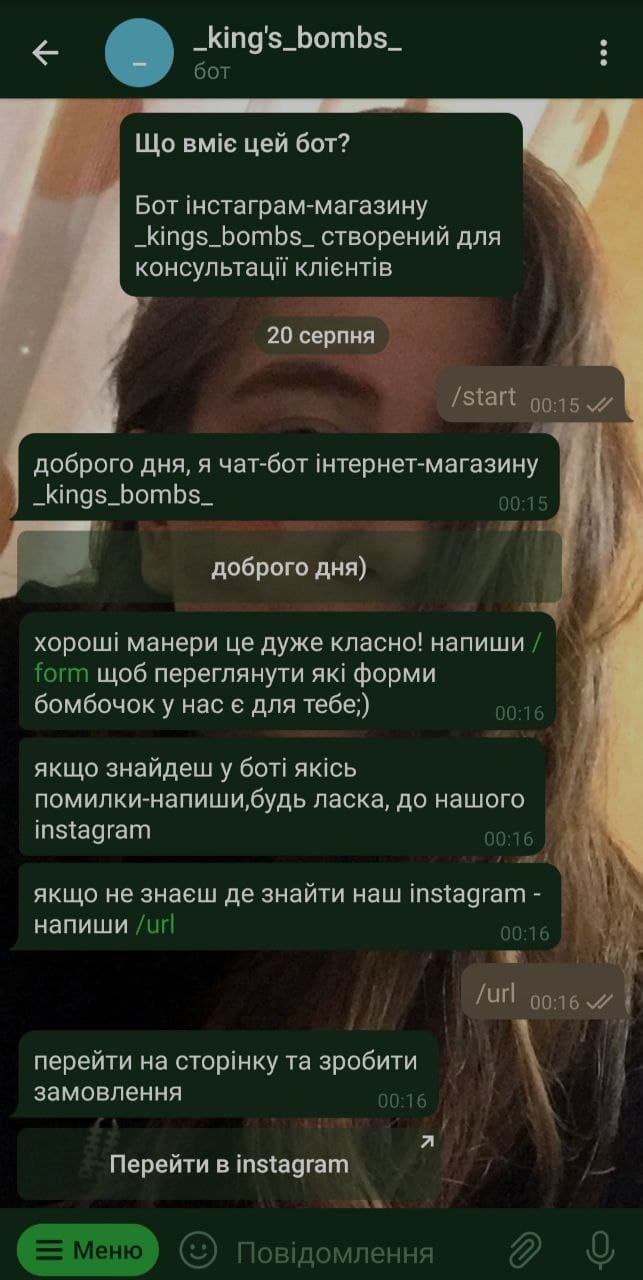 _king's_bombs_
бот
Що вміє цей бот?
Бот інстаграм-магазину
_kings_bombs_ створений для
консультації клієнтів
20 серпня
/start 00:15
доброго дня, я чат-бот інтернет-магазину
_kings_bombs_ 00:15
доброго дня)
хороші манери це дуже класно! напиши /
form щоб переглянути які форми
бомбочок у нас є для тебе;) 00:16
якщо знайдеш у боті якісь
помилки-напиши,будь ласка, до нашого
instagram 00:16
якщо не знаєш де знайти наш instagram -
напиши /url 00:16
/url 00:16
перейти на сторінку та зробити
замовлення 00:16
Перейти в instagram
Меню Повідомлення